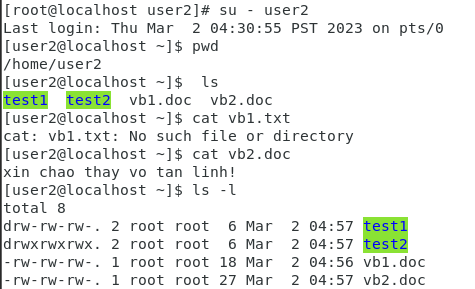 [root@localhost user2]# su - user2
Last login: Thu Mar  2 04:30:55 PST 2023 on pts/0
[user2@localhost ~]$ pwd
/home/user2
[user2@localhost ~]$  ls
test1  test2  vb1.doc  vb2.doc
[user2@localhost ~]$ cat vb1.txt
cat: vb1.txt: No such file or directory
[user2@localhost ~]$ cat vb2.doc
xin chao thay vo tan linh!
[user2@localhost ~]$ ls -l
total 8
drw-rw-rw-. 2 root root  6 Mar  2 04:57 test1
drwxrwxrwx. 2 root root  6 Mar  2 04:57 test2
-rw-rw-rw-. 1 root root 18 Mar  2 04:56 vb1.doc
-rw-rw-rw-. 1 root root 27 Mar  2 04:57 vb2.doc